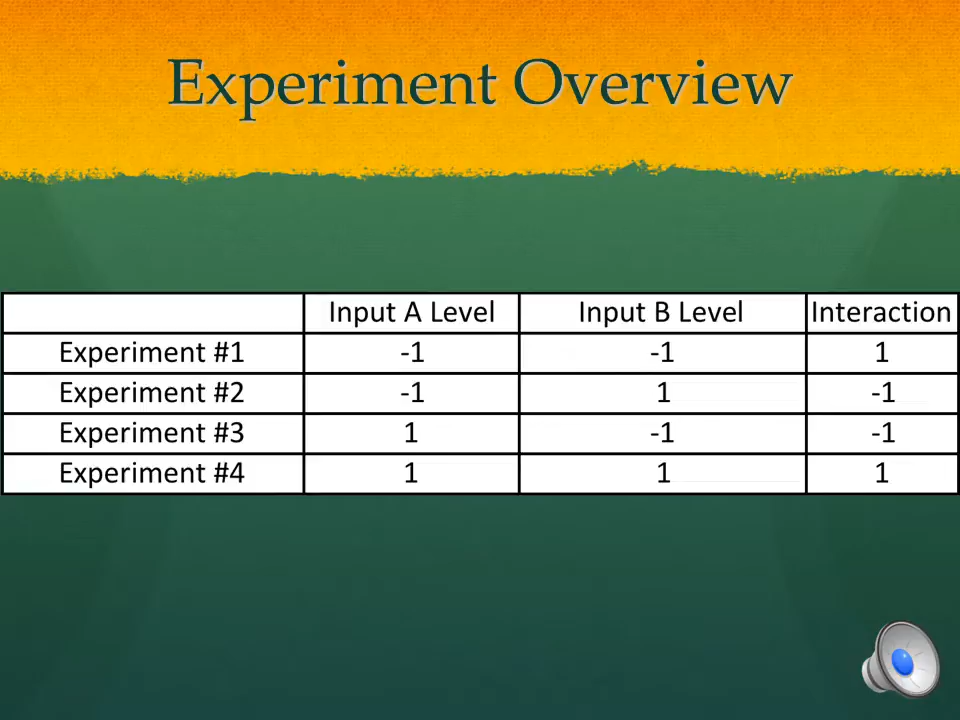 Experiment Overview
Input A Level Input B Level Interaction
Experiment #1 -1 -1 1
Experiment #2 -1 1 -1
Experiment #3 1 -1 -1
Experiment #4 1 1 1